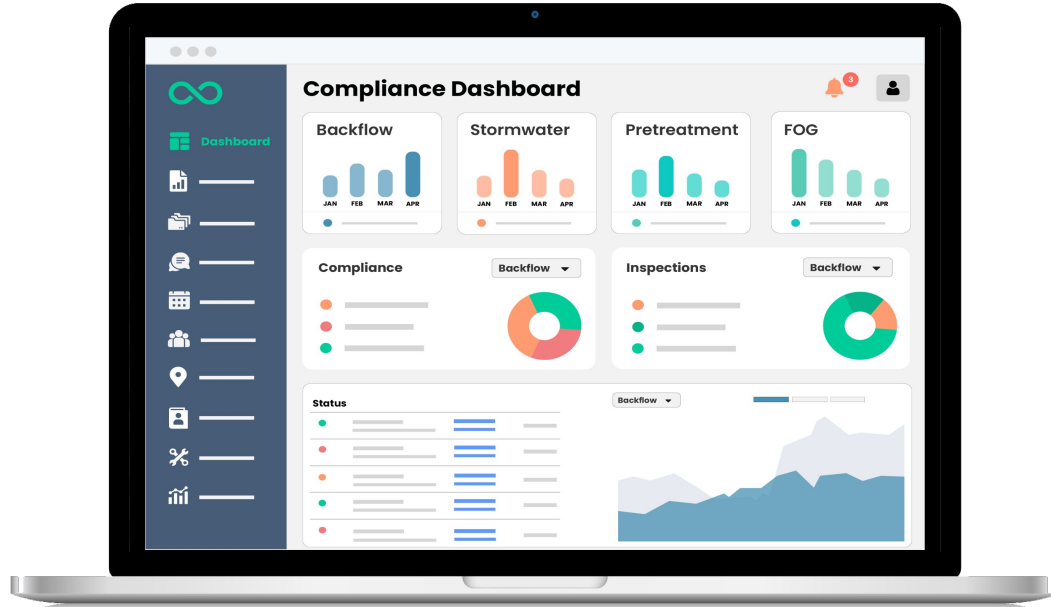 Compliance Dashboard
3
Dashboard
Backflow
JAN FEB MAR APR
Stormwater
JAN FEB MAR APR
Pretreatment
JAN FEB MAR APR
FOG
JAN FEB MAR APR
Compliance
Backflow
Inspections
Backflow
Status
Backflow